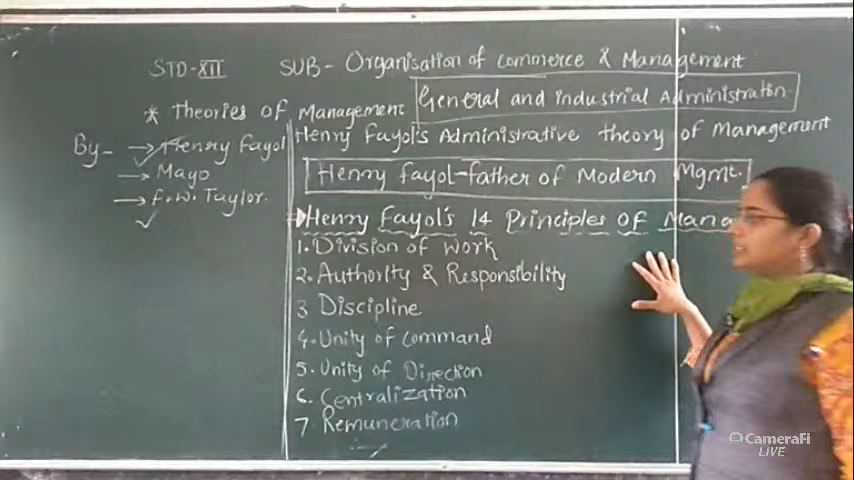 STD-XII SUB- Organisation of commerce & Management
* Theories of Management
General and industrial Administration.
By- → Henry Fayol
→ Mayo
→ F.W. Taylor.
Henry Fayol's Administrative theory of Management
Henry fayol-father of Modern Mgmt.
Henry Fayol's 14 Principles of Mana
1. Division of work
2. Authority & Responsibility
3 Discipline
4. Unity of command
5. Unity of Direction
6. Centralization
7 Remuneration
CameraFi
LIVE